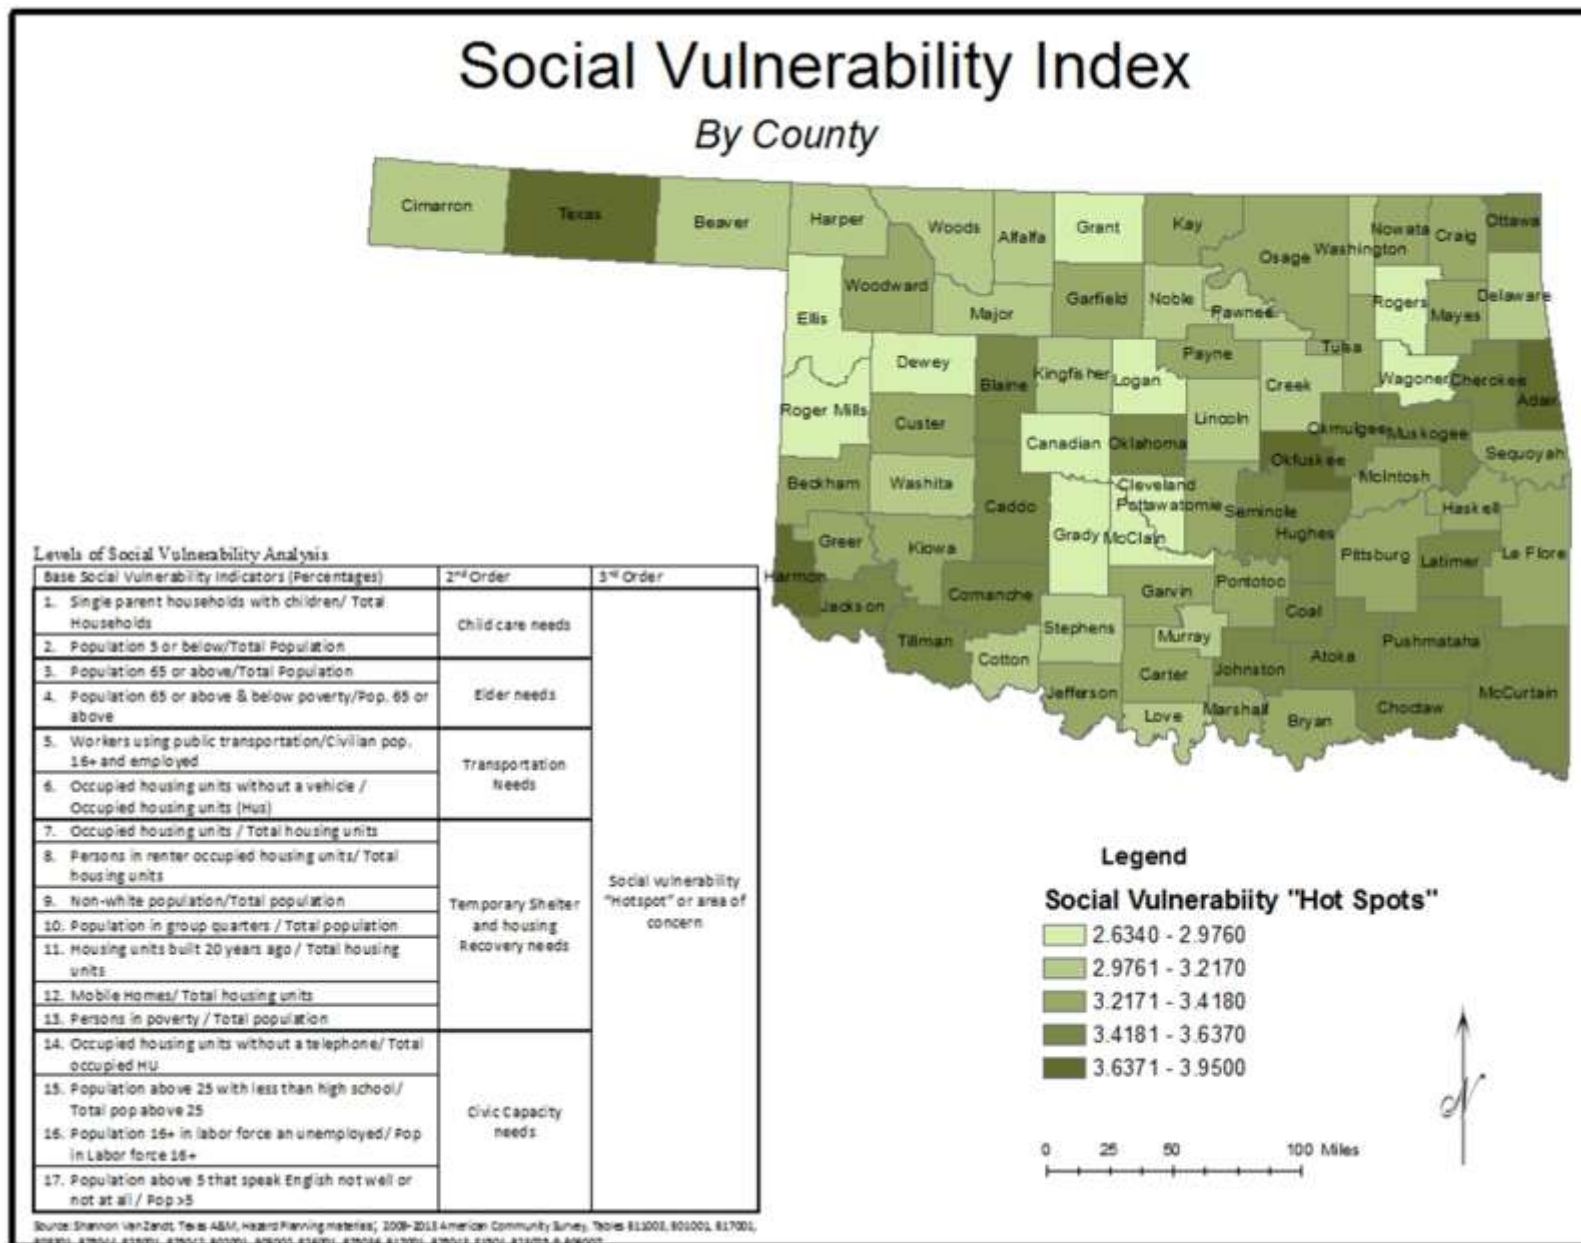 Social Vulnerability Index
By County
Cimarron
Texas
Beaver
Harper
Woods
Alfalfa
Grant
Kay
Osage
Washington
Nowata
Craig
Ottawa
Woodward
Ellis
Major
Garfield
Noble
Pawnee
Rogers
Mayes
Delaware
Dewey
Blaine
Kingfisher
Logan
Payne
Creek
Tulsa
Wagoner
Cherokee
Adair
Roger Mills
Custer
Canadian
Oklahoma
Lincoln
Okmulgee
Muskogee
Okfuskee
Sequoyah
Beckham
Washita
Caddo
Cleveland
Pottawatomie
Seminole
McIntosh
Haskell
Hughes
Greer
Kiowa
Grady
McClain
Pittsburg
Latimer
Le Flore
Harmon
Jackson
Comanche
Garvin
Pontotoc
Coal
Tillman
Stephens
Murray
Cotton
Carter
Johnston
Atoka
Pushmataha
Jefferson
Love
Marshall
Bryan
Choctaw
McCurtain
Levels of Social Vulnerability Analysis
Base Social Vulnerability Indicators (Percentages)
2nd Order
3rd Order
1. Single parent households with children/ Total
Households
2. Population 5 or below/Total Population
Child care needs
3. Population 65 or above/Total Population
4. Population 65 or above & below poverty/Pop. 65 or
above
Elder needs
5. Workers using public transportation/Civilian pop.
16+ and employed
6. Occupied housing units without a vehicle /
Occupied housing units (Hus)
Transportation
Needs
7. Occupied housing units / Total housing units
8. Persons in renter occupied housing units/ Total
housing units
9. Non-white population/Total population
10. Population in group quarters / Total population
11. Housing units built 20 years ago / Total housing
units
12. Mobile Homes/ Total housing units
13. Persons in poverty / Total population
Temporary Shelter
and housing
Recovery needs
14. Occupied housing units without a telephone/ Total
occupied HU
15. Population above 25 with less than high school/
Total pop above 25
16. Population 16+ in labor force an unemployed/ Pop
in Labor force 16+
17. Population above 5 that speak English not well or
not at all / Pop >5
Civic Capacity
needs
Social vulnerability
"Hotspot" or area of
concern
Source: Shannon VanZandt, Texas A&M, Hazard Planning materials; 2009-2013 American Community Survey, Tables
Legend
Social Vulnerabiity "Hot Spots"
2.6340 - 2.9760
2.9761 - 3.2170
3.2171 - 3.4180
3.4181 - 3.6370
3.6371 - 3.9500
0 25 50 100 Miles
N